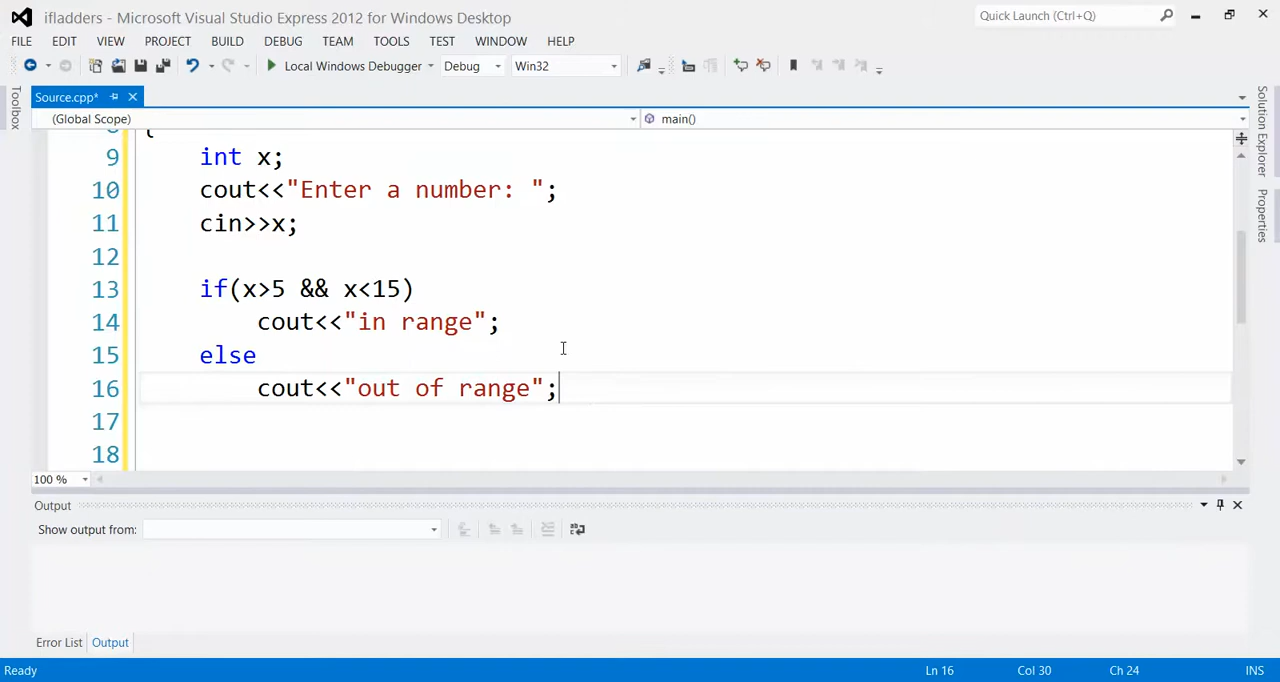 ifladders - Microsoft Visual Studio Express 2012 for Windows Desktop
Quick Launch (Ctrl+Q)
FILE EDIT VIEW PROJECT BUILD DEBUG TEAM TOOLS TEST WINDOW HELP
Local Windows Debugger Debug Win32
Toolbox
Source.cpp*
Solution Explorer
Properties
(Global Scope) main()
8 {
9 int x;
10 cout<<"Enter a number: ";
11 cin>>x;
12
13 if(x>5 && x<15)
14 cout<<"in range";
15 else
16 cout<<"out of range";
17
18
100 %
Output
Show output from:
Error List Output
Ready Ln 16 Col 30 Ch 24 INS